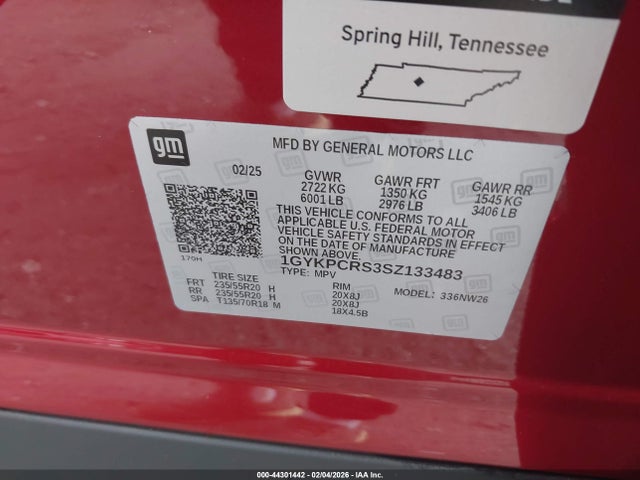 Spring Hill, Tennessee
gm
MFD BY GENERAL MOTORS LLC
02/25
GVWR GAWR FRT GAWR RR
2722 KG 1350 KG 1545 KG
6001 LB 2976 LB 3406 LB
THIS VEHICLE CONFORMS TO ALL
APPLICABLE U.S. FEDERAL MOTOR
VEHICLE SAFETY STANDARDS IN EFFECT
ON THE DATE OF MANUFACTURE
SHOWN ABOVE.
170H
1GYKPCRS3SZ133483
TYPE: MPV
MODEL: 336NW26
TIRE SIZE RIM
FRT 235/55R20 H 20X8J
RR 235/55R20 H 20X8J
SPA T135/70R18 M 18X4.5B
000-44301442 - 02/04/2026 - IAA Inc.